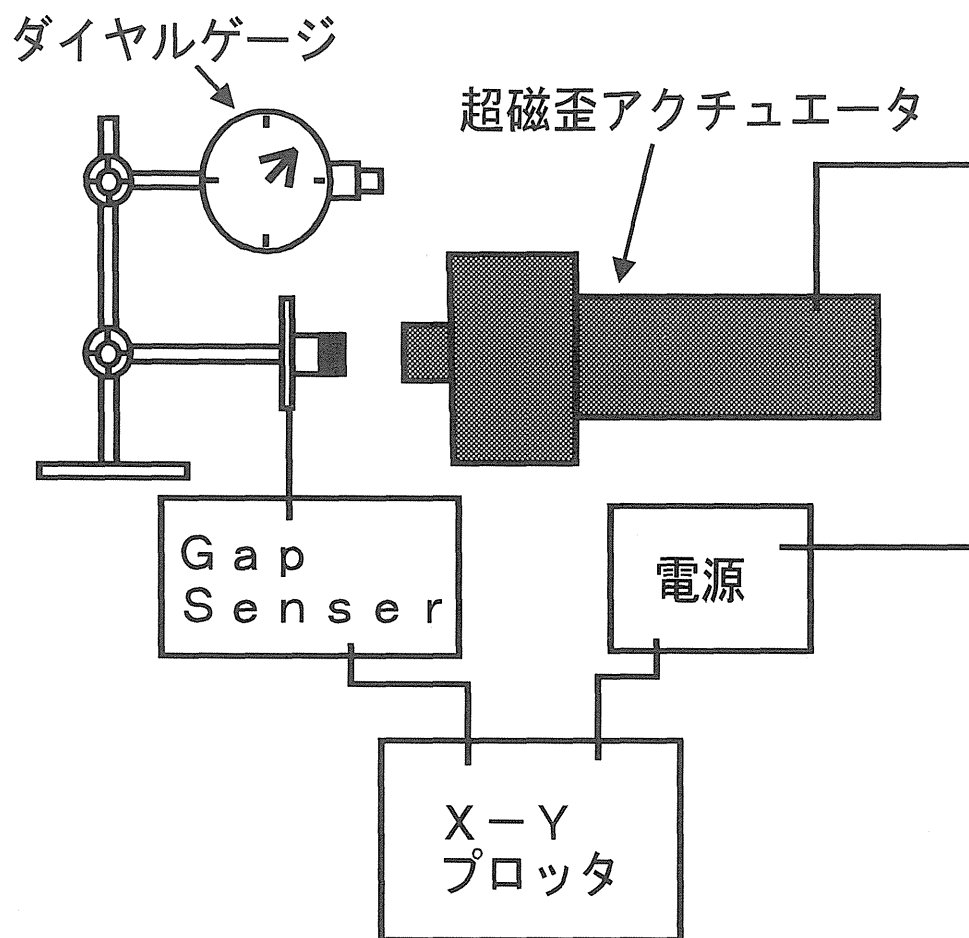 ダイヤルゲージ
超磁歪アクチュエータ
Ｇａｐ
Ｓｅｎｓｅｒ
電源
Ｘ－Ｙ
プロッタ